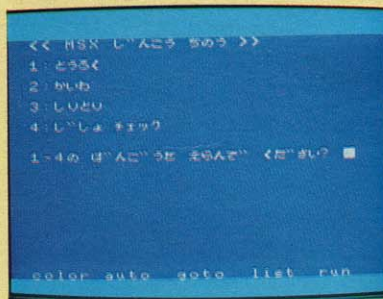 << MSX じ゛んこう ちのう >>
1:とうろく
2:かいわ
3:しりとり
4:じ゛しょ チェック
1-4の ば゛んご゛うを えらんで゛ くだ゛さい?
color auto goto list run